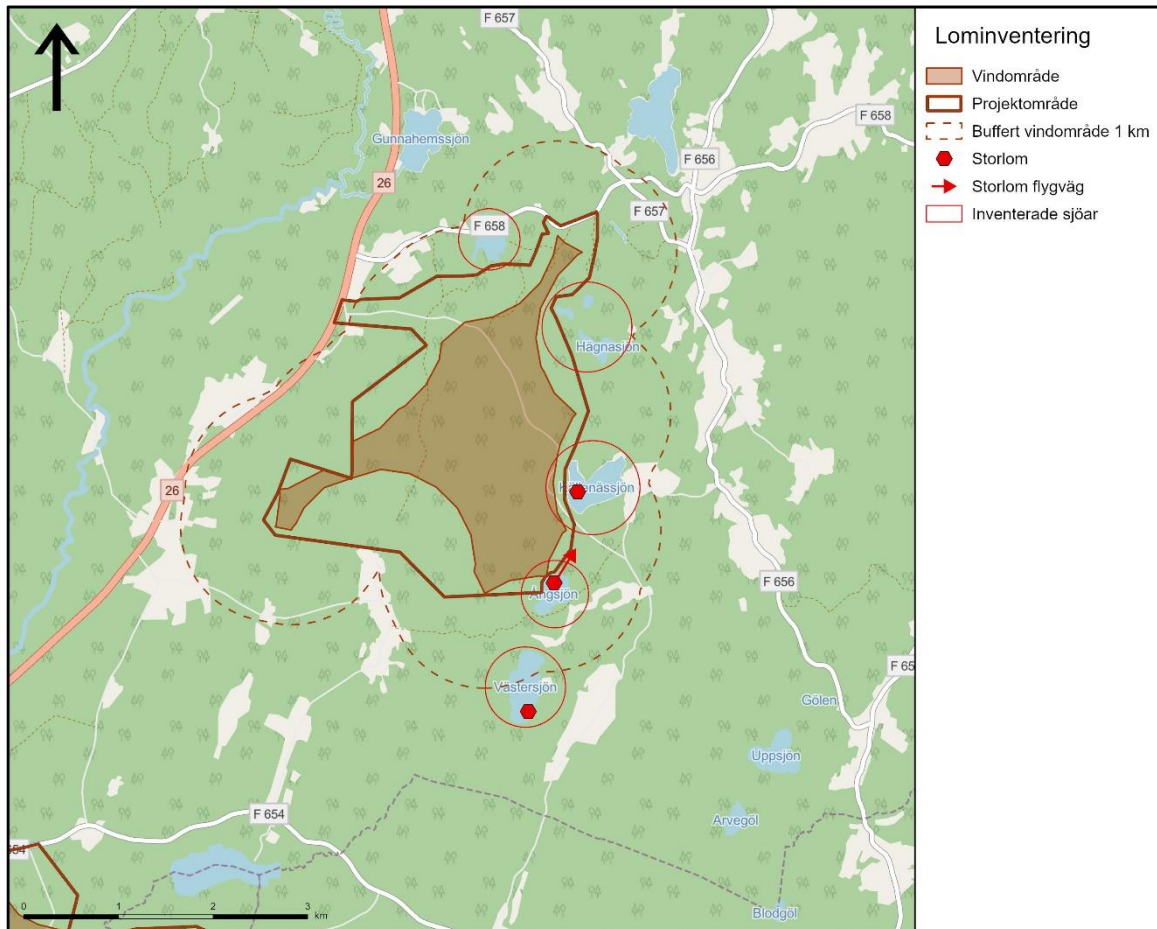 F 657
Lominventering
Vindområde
Projektområde
Buffert vindområde 1 km
Storlom
Storlom flygväg
Inventerade sjöar
F 658
Gunnahemssjön
F 656
26
F 657
F 658
Hägnasjön
26
F 656
Ängsjön
F 65
Västersjön
Gölen
Uppsjön
F 654
Arvegöl
54
Blodgöl
0 1 2 3
km